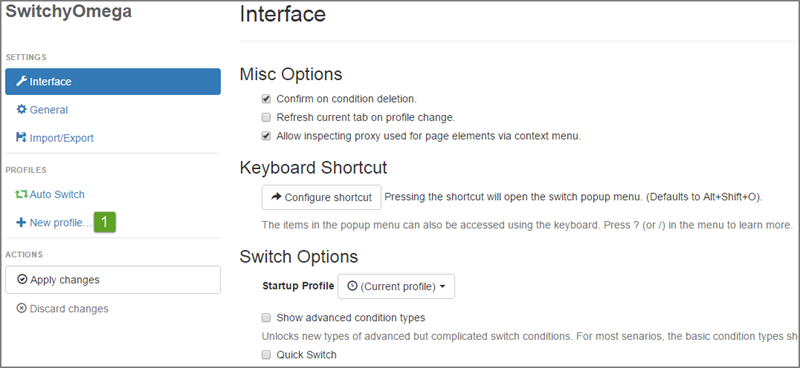 SwitchyOmega
SETTINGS
Interface
General
Import/Export
PROFILES
Auto Switch
New profile...
1
ACTIONS
Apply changes
Discard changes
Interface
Misc Options
Confirm on condition deletion.
Refresh current tab on profile change.
Allow inspecting proxy used for page elements via context menu.
Keyboard Shortcut
Configure shortcut Pressing the shortcut will open the switch popup menu. (Defaults to Alt+Shift+O).
The items in the popup menu can also be accessed using the keyboard. Press ? (or /) in the menu to learn more.
Switch Options
Startup Profile (Current profile)
Show advanced condition types
Unlocks new types of advanced but complicated switch conditions. For most senarios, the basic condition types sh
Quick Switch